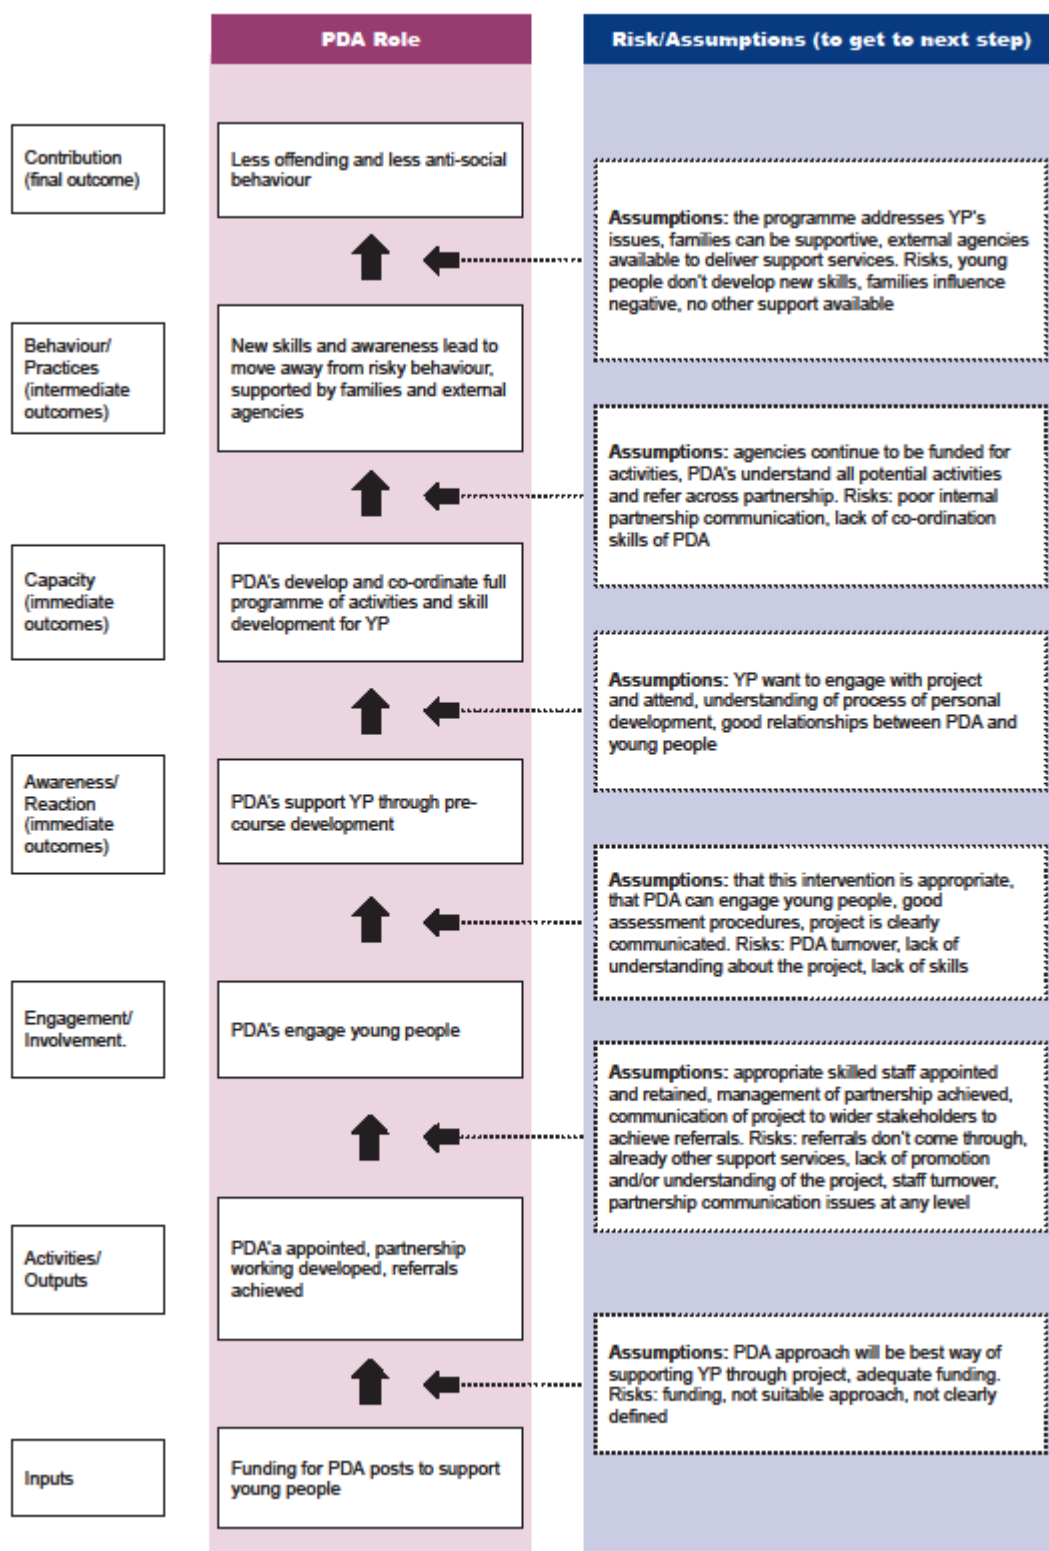 PDA Role
Risk/Assumptions (to get to next step)
Contribution
(final outcome)
Less offending and less anti-social
behaviour
Assumptions: the programme addresses YP's
issues, families can be supportive, external agencies
available to deliver support services. Risks, young
people don't develop new skills, families influence
negative, no other support available
Behaviour/
Practices
(intermediate
outcomes)
New skills and awareness lead to
move away from risky behaviour,
supported by families and external
agencies
Assumptions: agencies continue to be funded for
activities, PDA's understand all potential activities
and refer across partnership. Risks: poor internal
partnership communication, lack of co-ordination
skills of PDA
Capacity
(immediate
outcomes)
PDA's develop and co-ordinate full
programme of activities and skill
development for YP
Assumptions: YP want to engage with project
and attend, understanding of process of personal
development, good relationships between PDA and
young people
Awareness/
Reaction
(immediate
outcomes)
PDA's support YP through pre-
course development
Assumptions: that this intervention is appropriate,
that PDA can engage young people, good
assessment procedures, project is clearly
communicated. Risks: PDA turnover, lack of
understanding about the project, lack of skills
Engagement/
Involvement.
PDA's engage young people
Assumptions: appropriate skilled staff appointed
and retained, management of partnership achieved,
communication of project to wider stakeholders to
achieve referrals. Risks: referrals don't come through,
already other support services, lack of promotion
and/or understanding of the project, staff turnover,
partnership communication issues at any level
Activities/
Outputs
PDA'a appointed, partnership
working developed, referrals
achieved
Assumptions: PDA approach will be best way of
supporting YP through project, adequate funding.
Risks: funding, not suitable approach, not clearly
defined
Inputs
Funding for PDA posts to support
young people